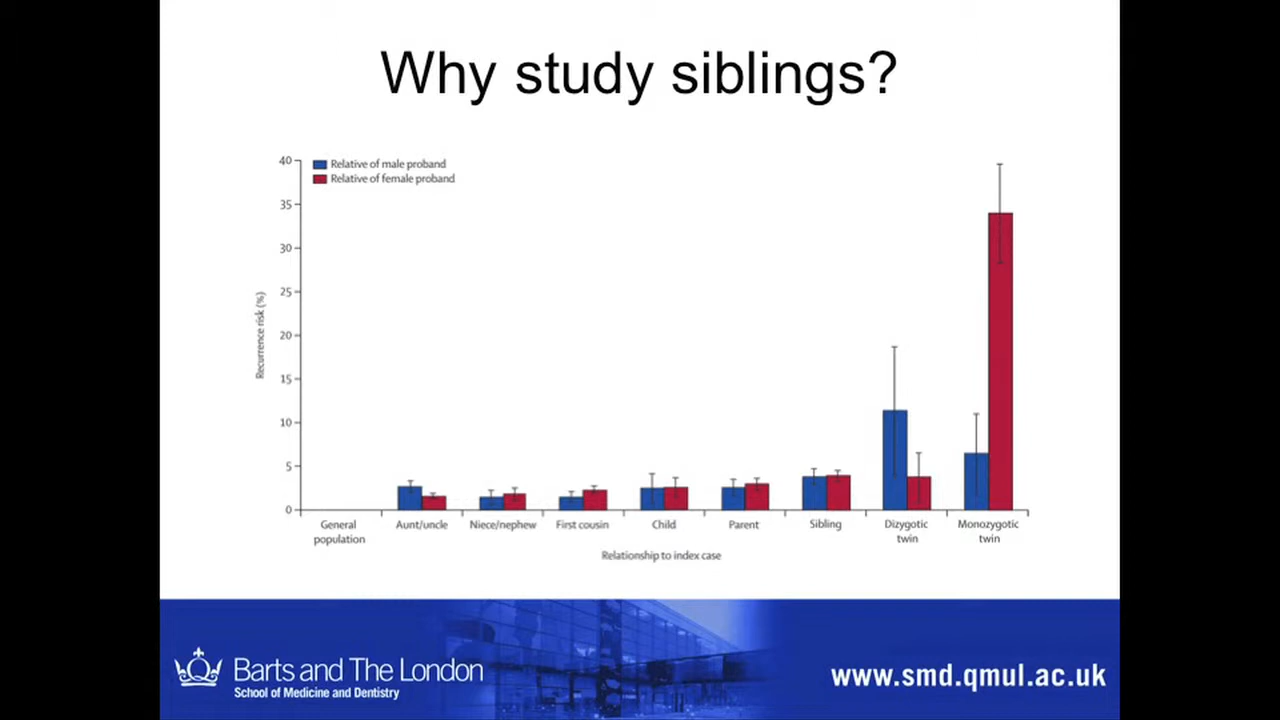 Why study siblings?
40
35
30
25
20
15
10
5
0
Recurrence risk (%)
Relative of male proband
Relative of female proband
General population
Aunt/uncle
Niece/nephew
First cousin
Child
Parent
Sibling
Dizygotic twin
Monozygotic twin
Relationship to index case
Barts and The London
School of Medicine and Dentistry
www.smd.qmul.ac.uk